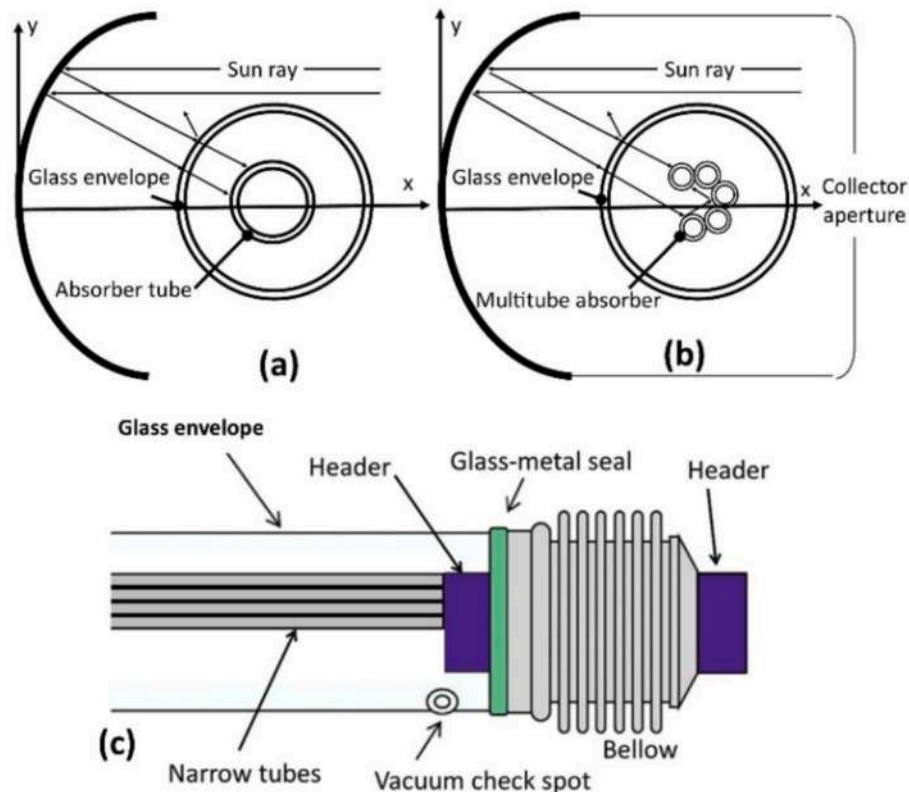 y
Sun ray
Glass envelope
x
Absorber tube
(a)
y
Sun ray
Glass envelope
x
Collector
aperture
Multitube absorber
(b)
Glass envelope
Header
Glass-metal seal
Header
(c)
Narrow tubes
Vacuum check spot
Bellow